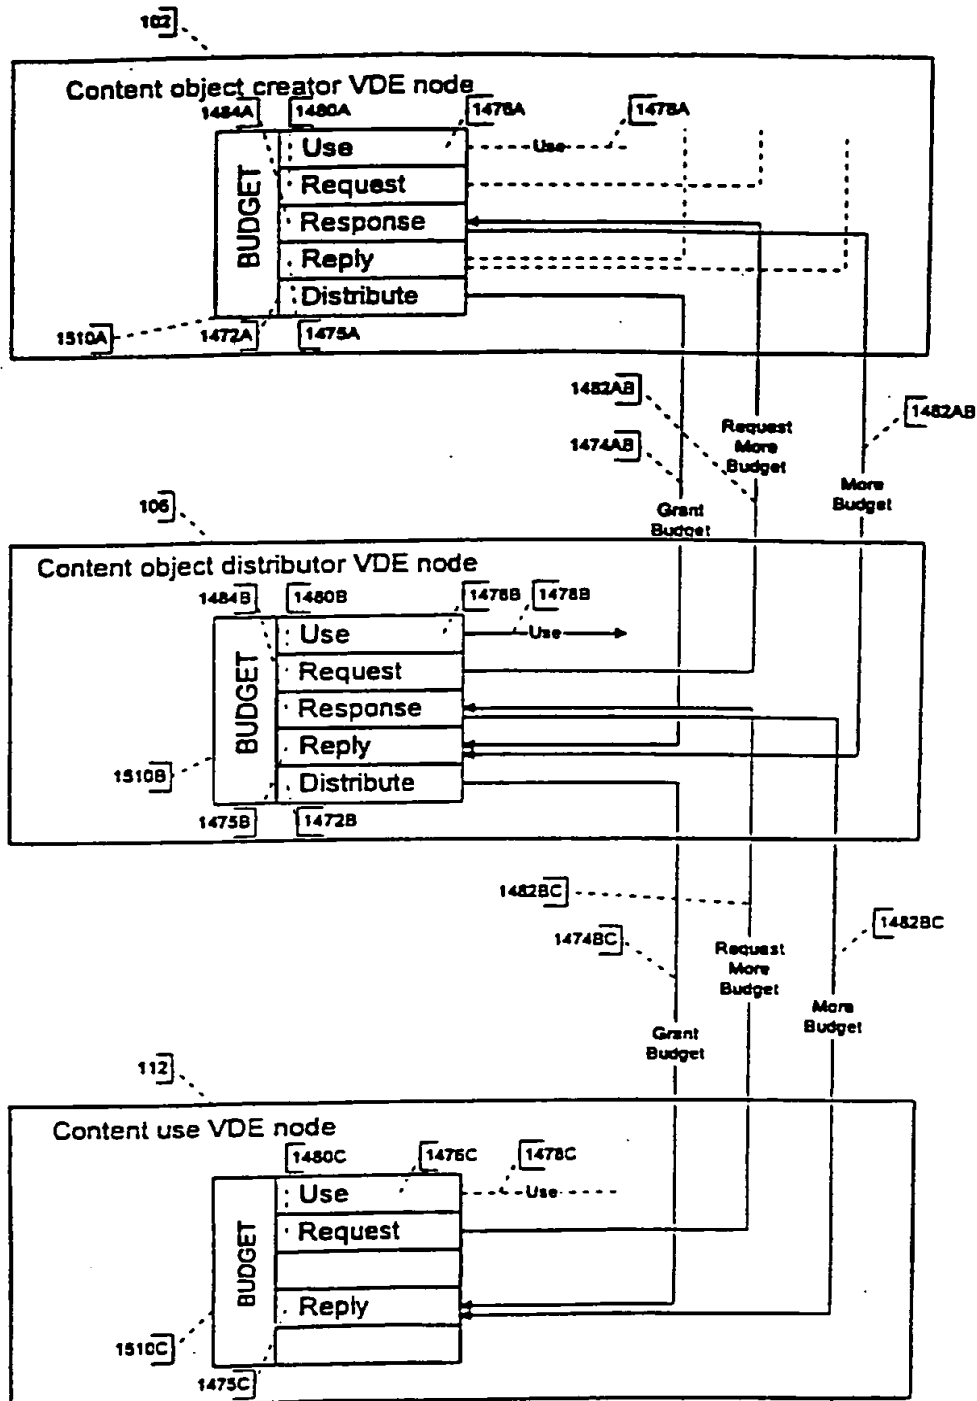 102
Content object creator VDE node
1484A
1480A
1476A
1478A
BUDGET
Use
Use
Request
Response
Reply
Distribute
1510A
1472A
1475A
1482AB
1482AB
1474AB
Request
More
Budget
More
Budget
Grant
Budget
106
Content object distributor VDE node
1484B
1480B
1476B
1478B
BUDGET
Use
Use
Request
Response
Reply
Distribute
1510B
1475B
1472B
1482BC
1482BC
1474BC
Request
More
Budget
More
Budget
Grant
Budget
112
Content use VDE node
1480C
1476C
1478C
BUDGET
Use
Use
Request
Reply
1510C
1475C